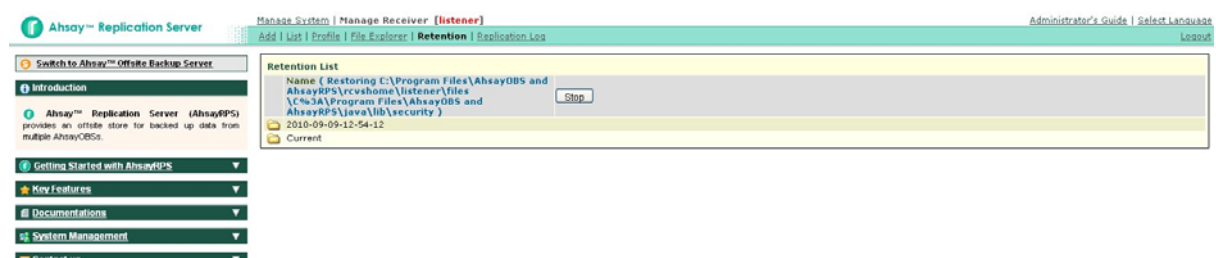 Ahsay™ Replication Server
Manage System | Manage Receiver [listener]
Administrator's Guide | Select Language
Add | List | Profile | File Explorer | Retention | Replication Log
Logout
Switch to Ahsay™ Offsite Backup Server
Introduction
Ahsay™ Replication Server (AhsayRPS)
provides an offsite store for backed up data from
multiple AhsayOBSs.
Getting Started with AhsayRPS
Key Features
Documentations
System Management
Contact us
Retention List
Name ( Restoring C:\Program Files\AhsayOBS and
AhsayRPS\rcvshome\listener\files
\C%3A\Program Files\AhsayOBS and
AhsayRPS\java\lib\security )
Stop
2010-09-09-12-54-12
Current